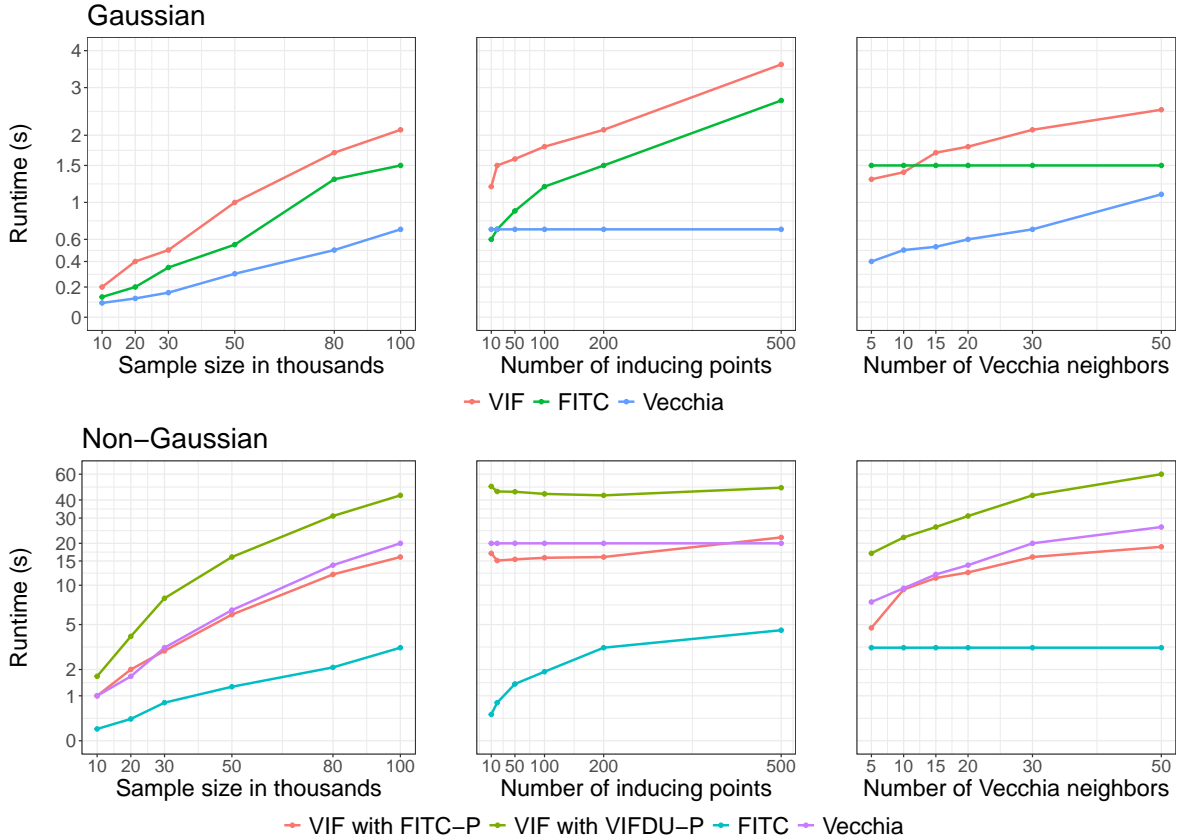 Gaussian
Runtime (s)
4
3
2
1.5
1
0.6
0.4
0.2
0
10 20 30 50 80 100
Sample size in thousands
10 50 100 200 500
Number of inducing points
5 10 15 20 30 50
Number of Vecchia neighbors
VIF FITC Vecchia
Non−Gaussian
Runtime (s)
60
40
30
20
15
10
5
2
1
0
10 20 30 50 80 100
Sample size in thousands
10 50 100 200 500
Number of inducing points
5 10 15 20 30 50
Number of Vecchia neighbors
VIF with FITC−P VIF with VIFDU−P FITC Vecchia